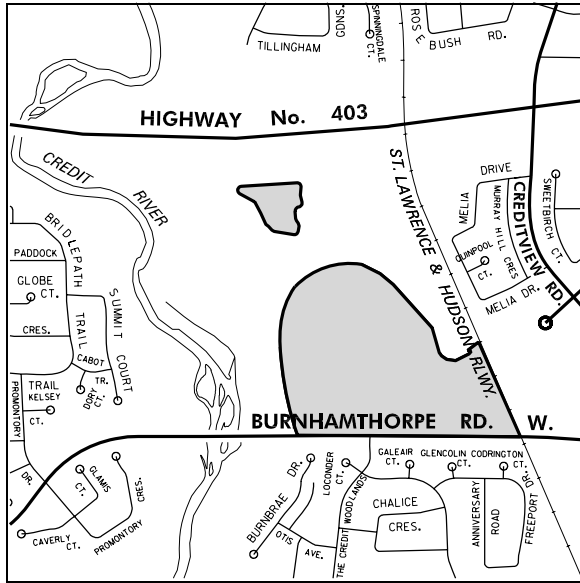 TILLINGHAM
GDNS.
SPINNINGDALE
CT.
ROSE
BUSH RD.
HIGHWAY No. 403
CREDIT
RIVER
ST. LAWRENCE & HUDSON RLWY.
DRIVE
MELIA
MURRAY HILL CRES
QUINPOOL
CT.
MELIA DR.
CREDITVIEW RD.
SWEETBIRCH
CT.
BRIDLEPATH
TRAIL
PADDOCK
GLOBE
CT.
CRES.
SUMMIT COURT
CABOT
TR.
DORY
CT.
PROMONTORY
TRAIL
KELSEY
CT.
BURNHAMTHORPE RD. W.
DR.
GLAMIS
CT.
CRES.
PROMONTORY
CAVERLY
CT.
BURNBRAE DR.
OTIS
AVE.
LOCONDER
CT.
THE CREDIT WOODLANDS
GALEAIR
CT.
GLENCOLIN
CT.
CODRINGTON
CT.
CHALICE
CRES.
ANNIVERSARY
ROAD
FREEPORT DR.